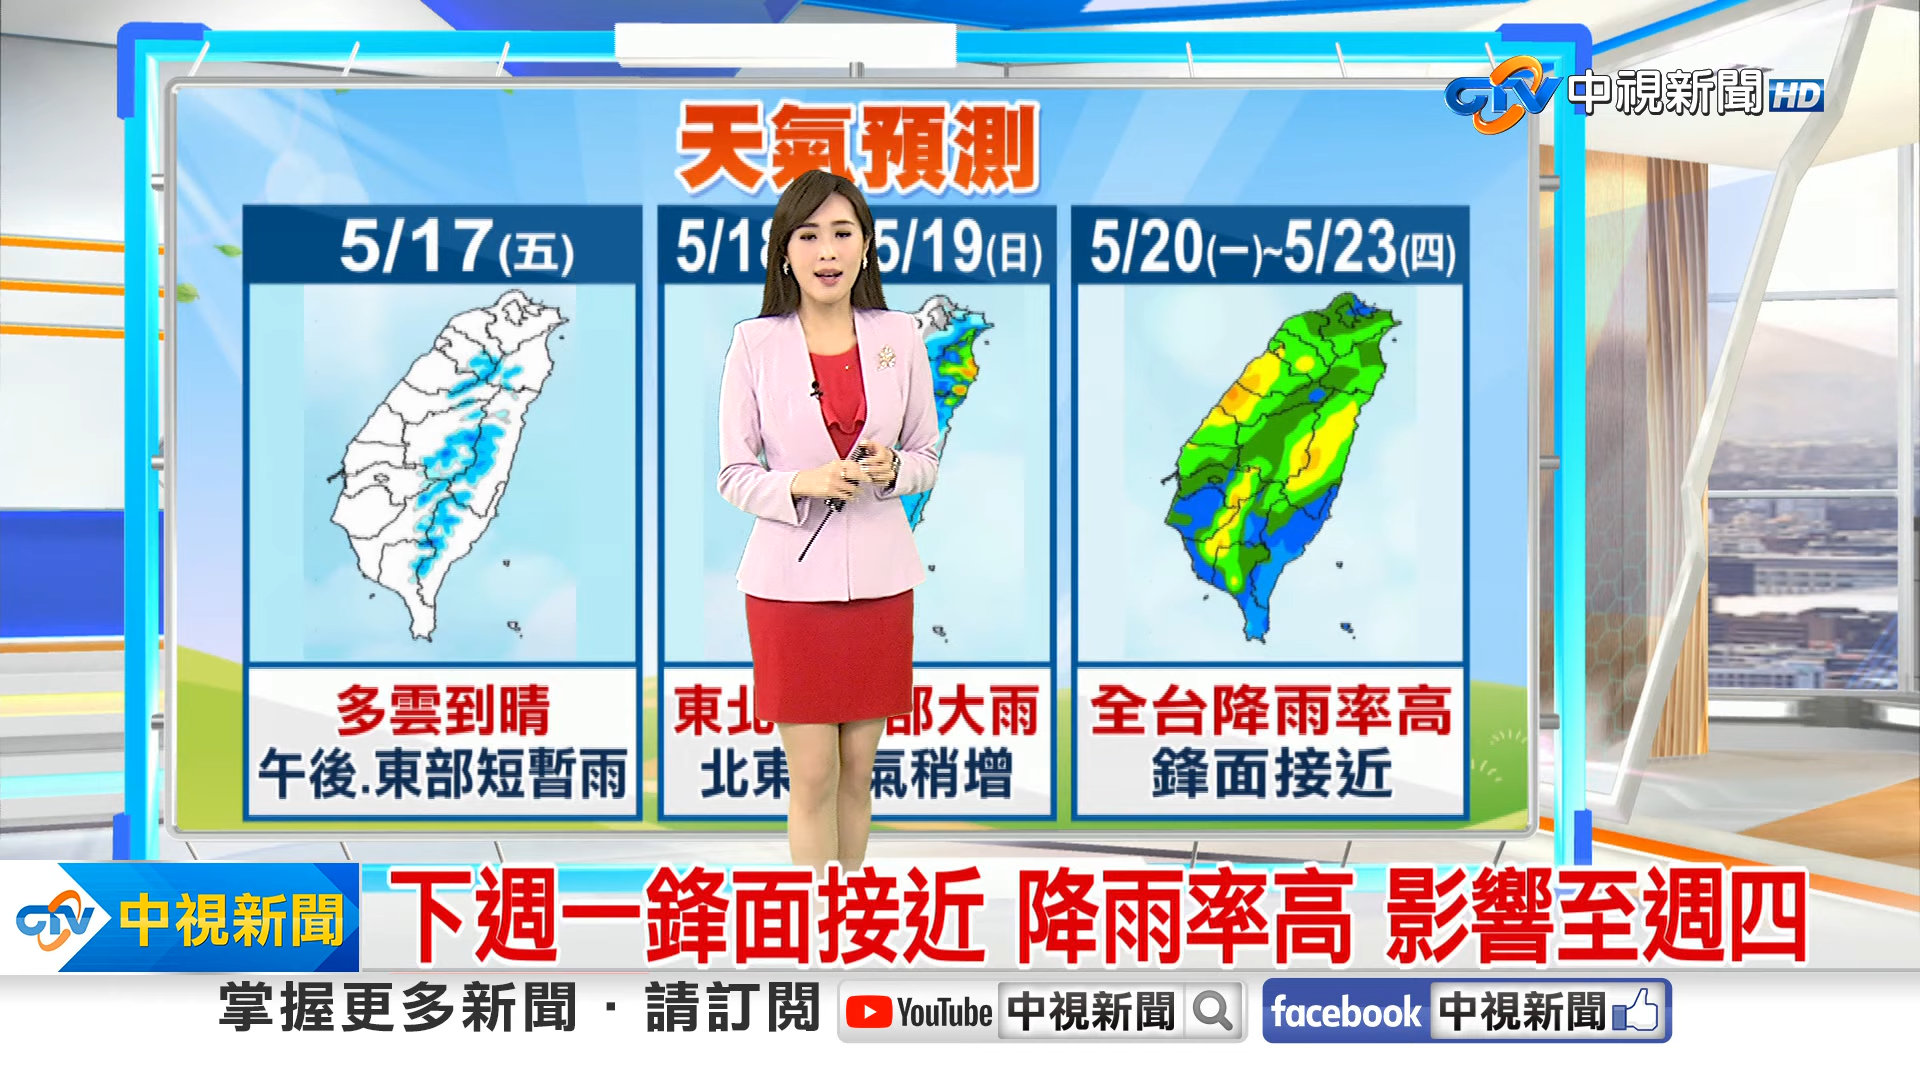 CTV 中視新聞 HD
天氣預測
5/17(五)
5/18 5/19(日)
5/20(一)~5/23(四)
多雲到晴
午後.東部短暫雨
東北 部大雨
北東 氣稍增
全台降雨率高
鋒面接近
CTV 中視新聞
下週一鋒面接近 降雨率高 影響至週四
掌握更多新聞·請訂閱
YouTube 中視新聞
facebook 中視新聞